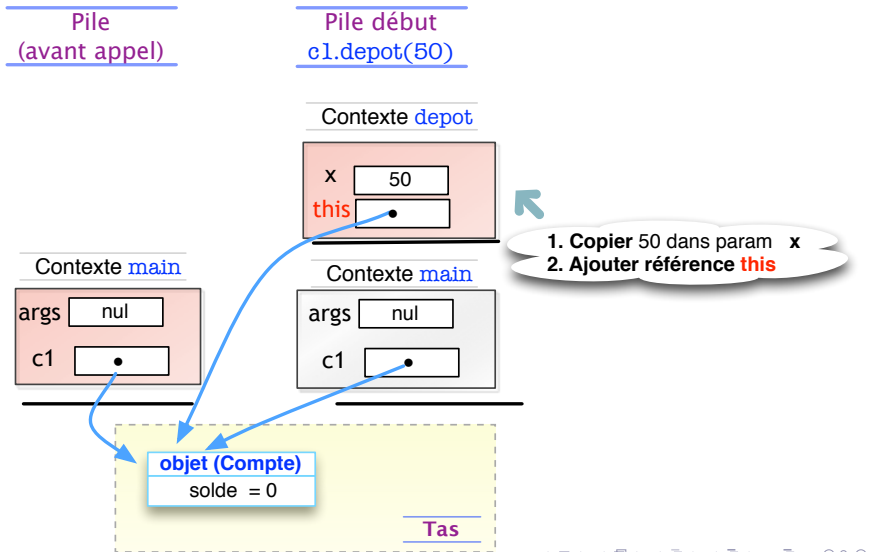 Pile
(avant appel)
Pile début
c1.depot(50)
Contexte depot
x 50
this
1. Copier 50 dans param x
2. Ajouter référence this
Contexte main
args nul
c1
Contexte main
args nul
c1
objet (Compte)
solde = 0
Tas